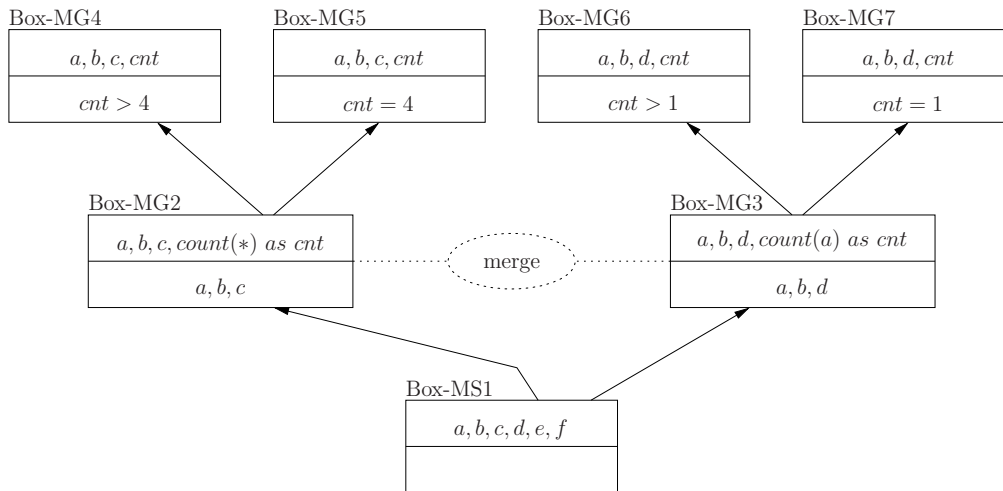 Box-MG4
a, b, c, cnt
cnt > 4
Box-MG5
a, b, c, cnt
cnt = 4
Box-MG6
a, b, d, cnt
cnt > 1
Box-MG7
a, b, d, cnt
cnt = 1
Box-MG2
a, b, c, count(∗) as cnt
a, b, c
merge
Box-MG3
a, b, d, count(a) as cnt
a, b, d
Box-MS1
a, b, c, d, e, f